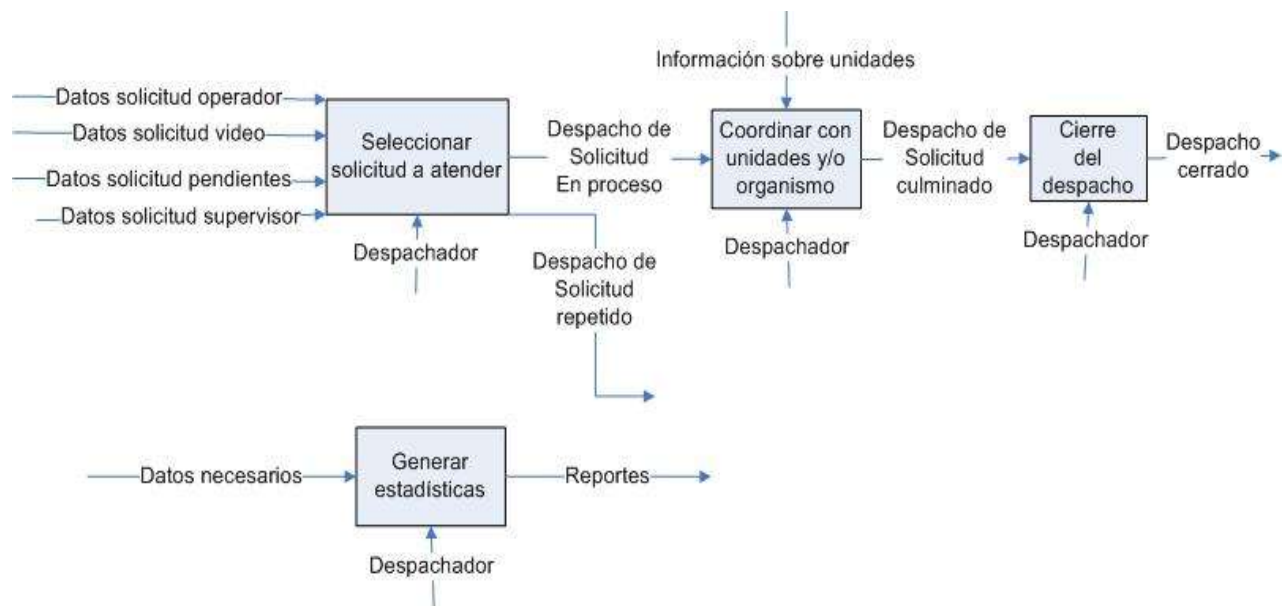 Información sobre unidades
Datos solicitud operador
Datos solicitud video
Datos solicitud pendientes
Datos solicitud supervisor
Seleccionar
solicitud a atender
Despachador
Despacho de
Solicitud
En proceso
Despacho de
Solicitud
repetido
Coordinar con
unidades y/o
organismo
Despachador
Despacho de
Solicitud
culminado
Cierre
del
despacho
Despachador
Despacho
cerrado
Datos necesarios
Generar
estadísticas
Reportes
Despachador